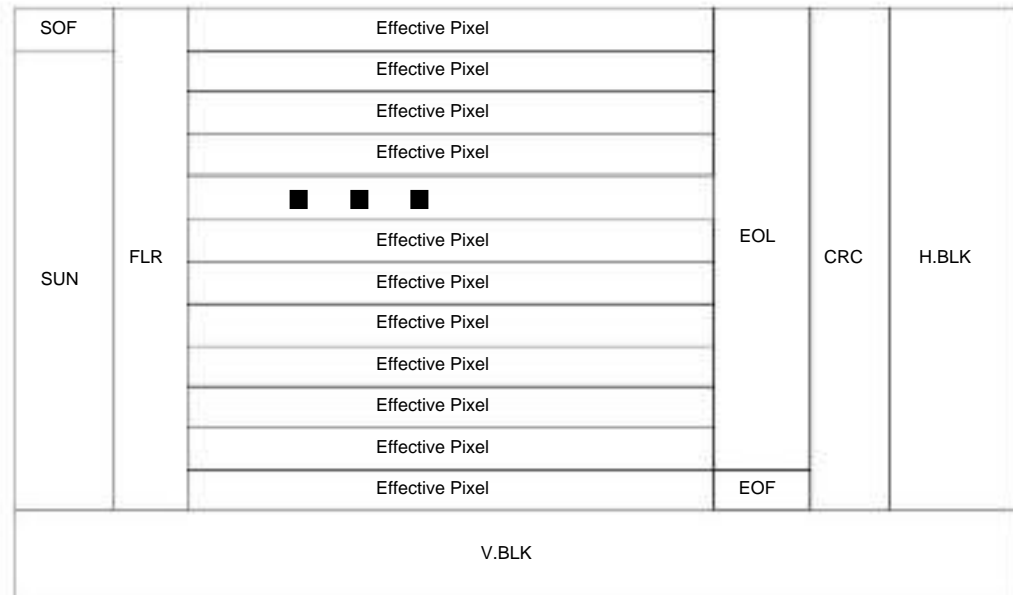 SOF
Effective Pixel
Effective Pixel
Effective Pixel
Effective Pixel
Effective Pixel
EOL
FLR
CRC
H.BLK
SUN
Effective Pixel
Effective Pixel
Effective Pixel
Effective Pixel
Effective Pixel
Effective Pixel
EOF
V.BLK